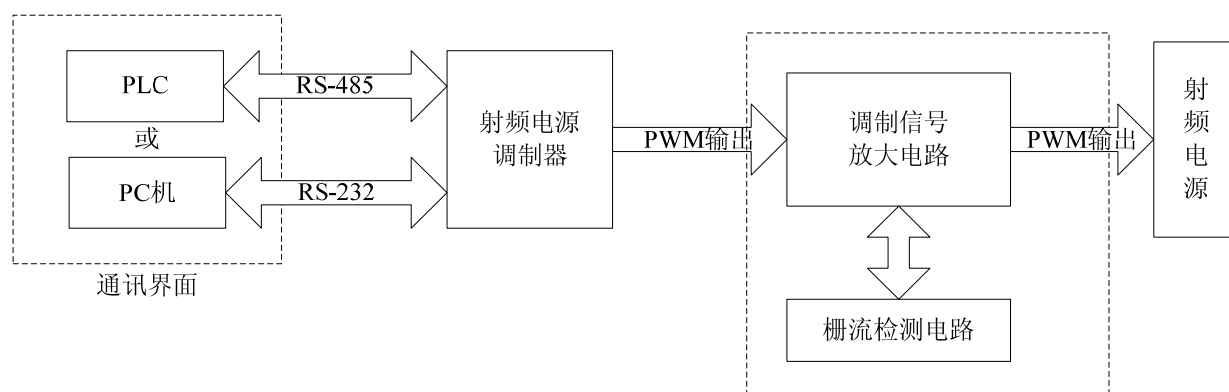 PLC
或
PC机
通讯界面
RS-485
RS-232
射频电源
调制器
PWM输出
调制信号
放大电路
栅流检测电路
PWM输出
射
频
电
源